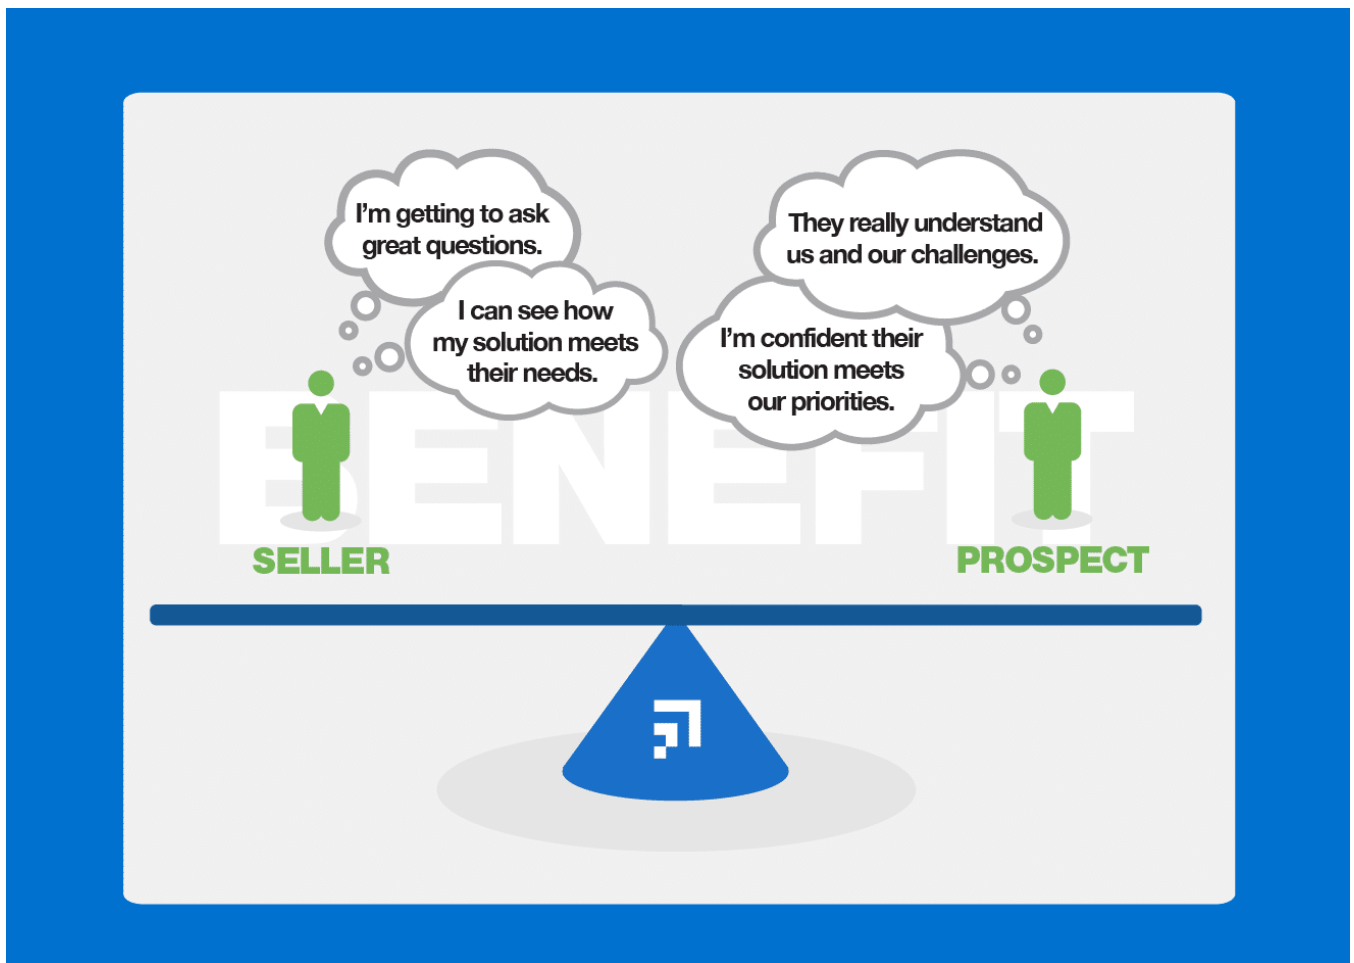 I'm getting to ask
great questions.
I can see how
my solution meets
their needs.
They really understand
us and our challenges.
I'm confident their
solution meets
our priorities.
BENEFIT
SELLER
PROSPECT